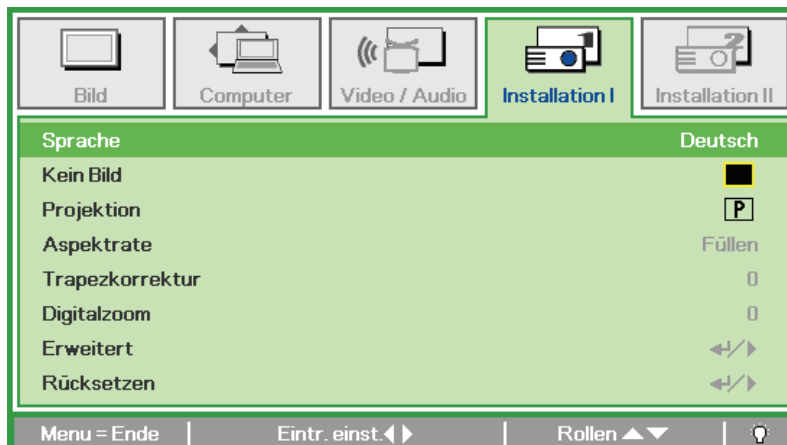 Bild Computer Video / Audio Installation I Installation II
Sprache Deutsch
Kein Bild
Projektion P
Aspektrate Füllen
Trapezkorrektur 0
Digitalzoom 0
Erweitert
Rücksetzen
Menu = Ende Eintr. einst. Rollen